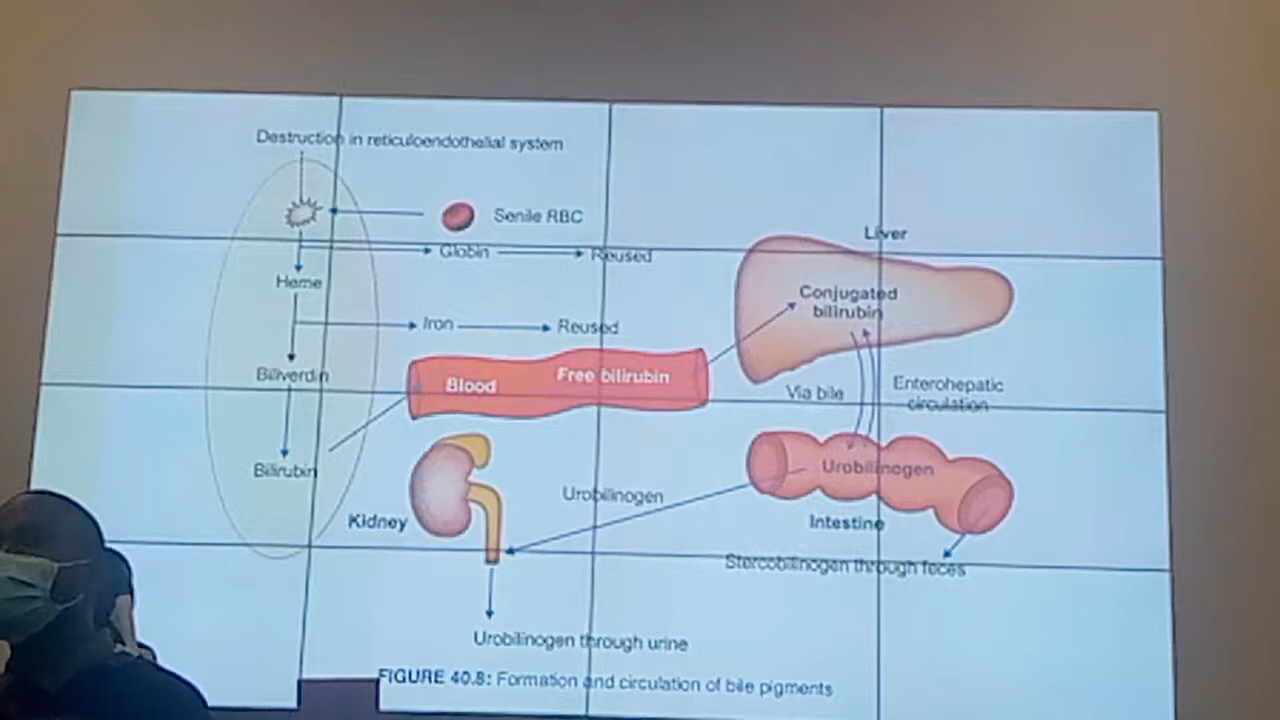 Destruction in reticuloendothelial system
Senile RBC
Globin
Reused
Liver
Heme
Conjugated
bilirubin
Iron
Reused
Biliverdin
Blood
Free bilirubin
Via bile
Enterohepatic
circulation
Bilirubin
Urobilinogen
Urobilinogen
Kidney
Intestine
Stercobilinogen through feces
Urobilinogen through urine
FIGURE 40.8: Formation and circulation of bile pigments